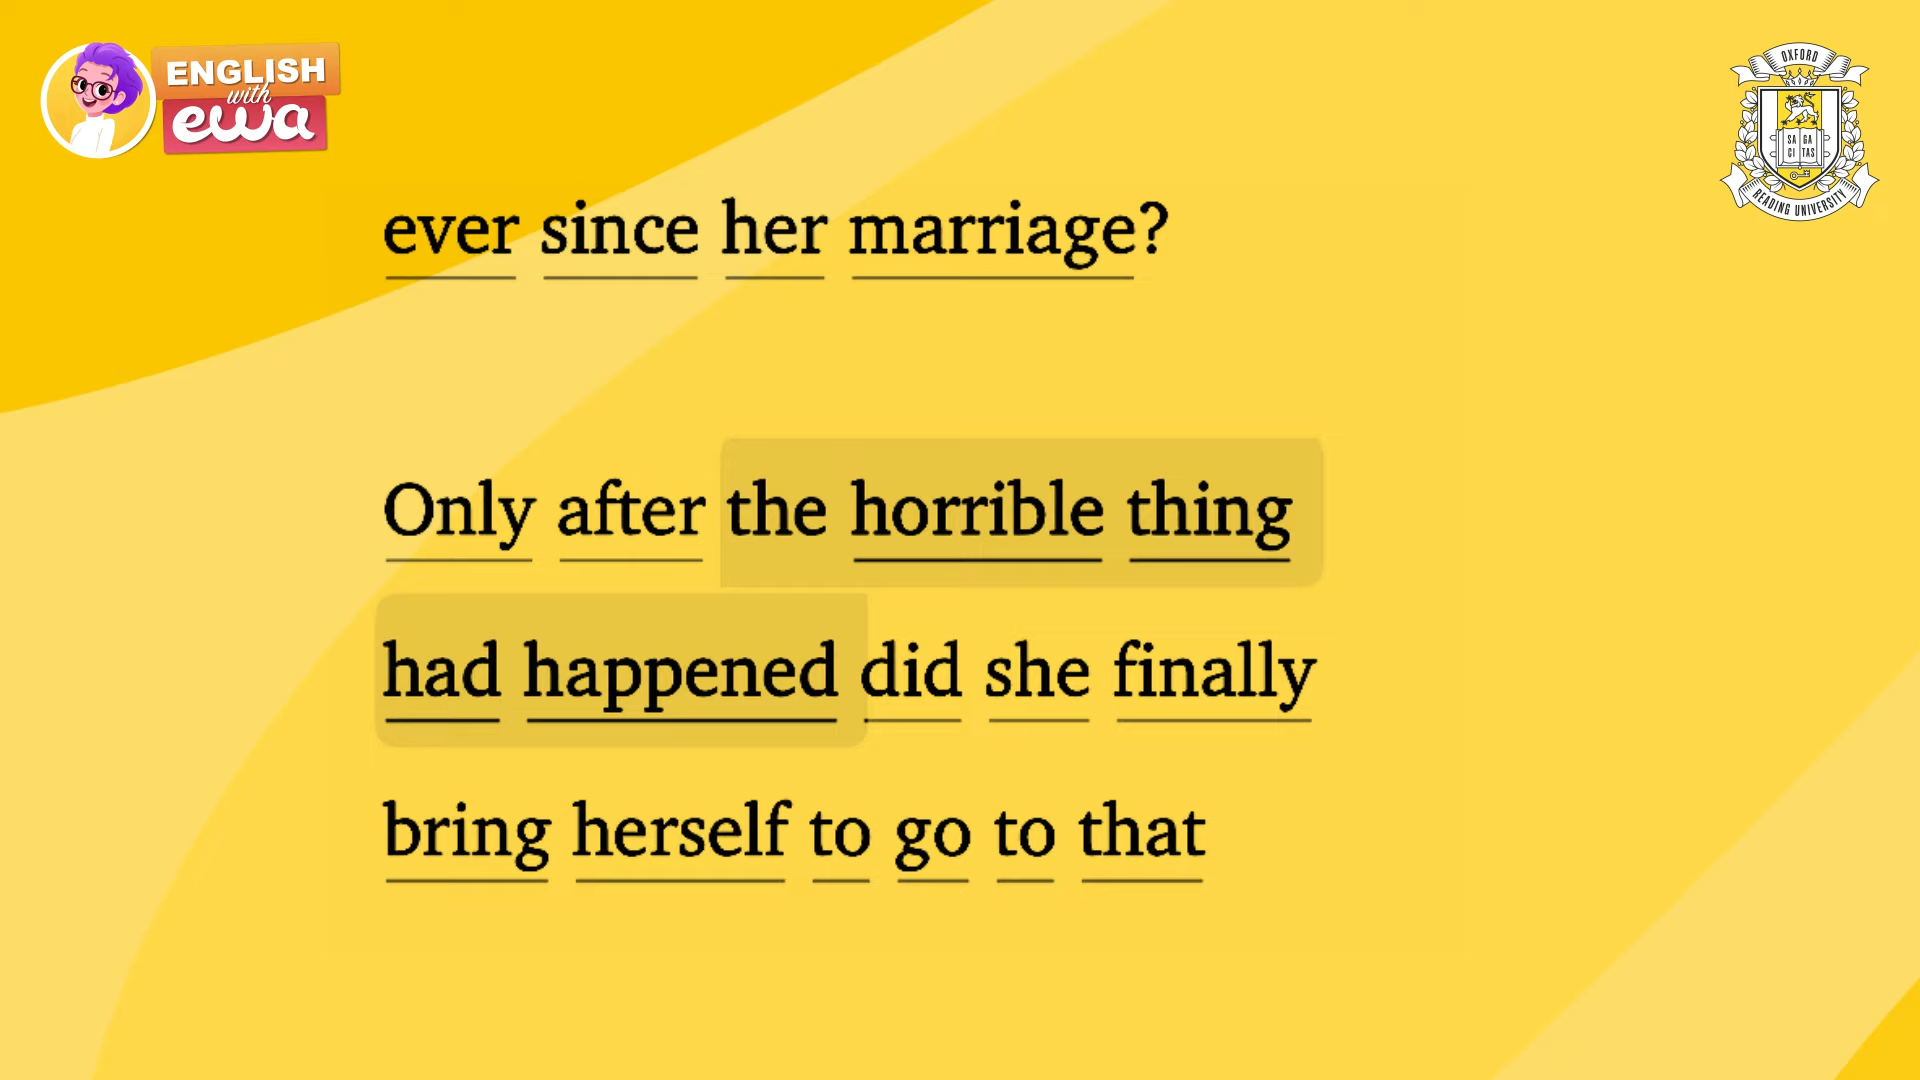 ENGLISH
with
ewa
OXFORD
SA GA
CI TAS
READING UNIVERSITY
ever since her marriage?
Only after the horrible thing
had happened did she finally
bring herself to go to that